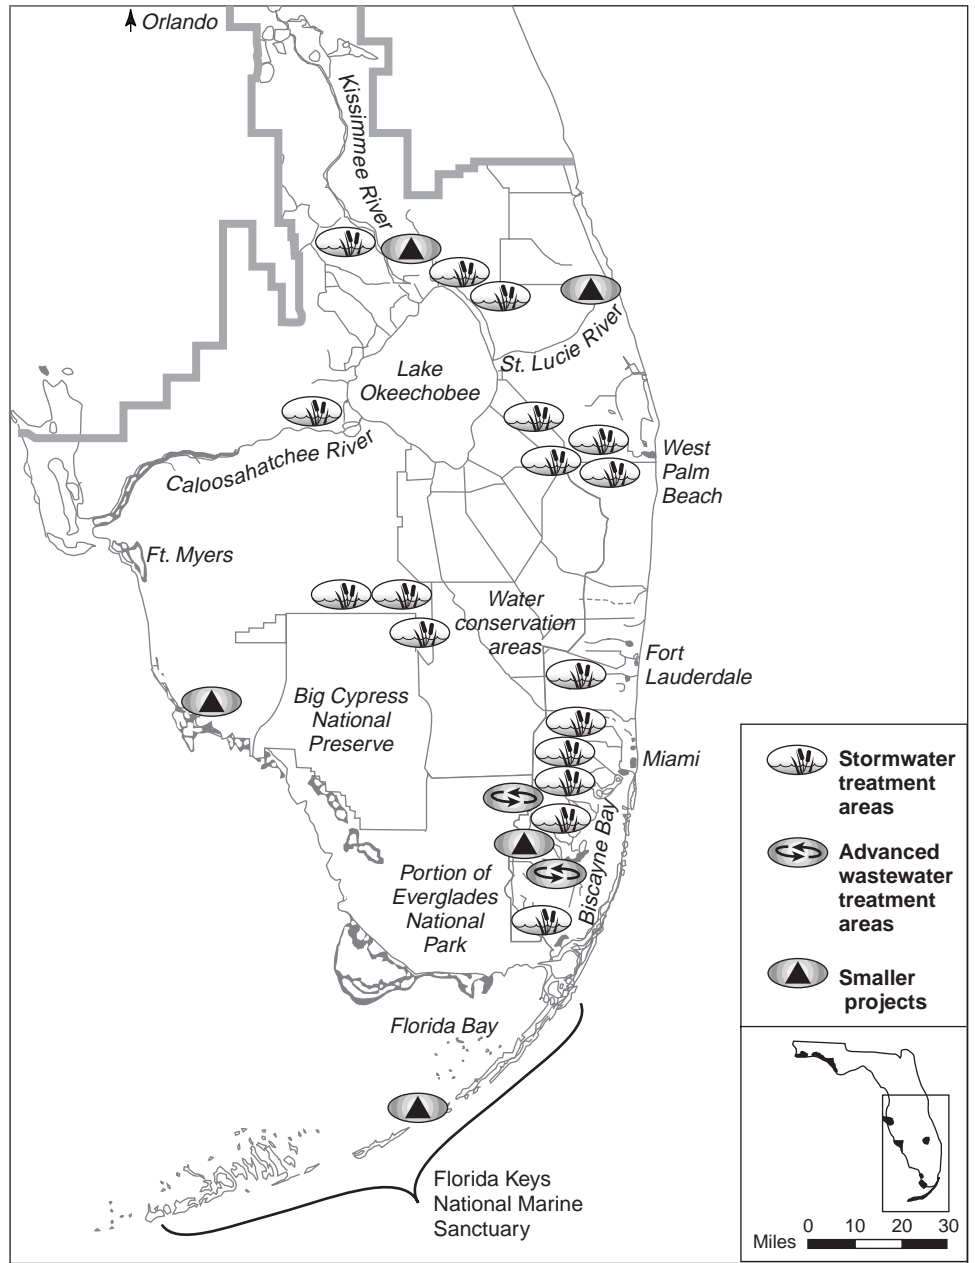 Orlando
Kissimmee River
St. Lucie River
Lake
Okeechobee
Caloosahatchee River
West
Palm
Beach
Ft. Myers
Water
conservation
areas
Fort
Lauderdale
Big Cypress
National
Preserve
Miami
Biscayne Bay
Portion of
Everglades
National
Park
Florida Bay
Florida Keys
National Marine
Sanctuary
Stormwater
treatment
areas
Advanced
wastewater
treatment
areas
Smaller
projects
0 10 20 30
Miles